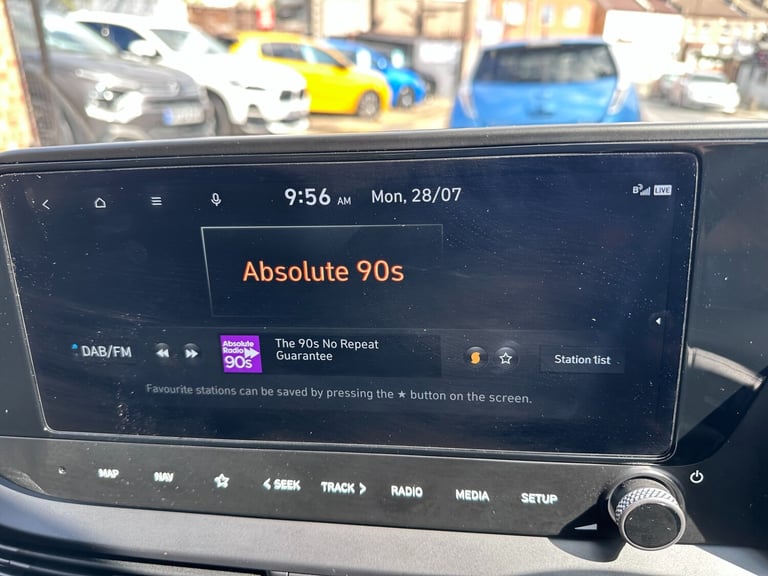 9:56 AM Mon, 28/07
LIVE
Absolute 90s
DAB/FM
Absolute
Radio
90s
The 90s No Repeat
Guarantee
Station list
Favourite stations can be saved by pressing the ★ button on the screen.
MAP NAV SEEK TRACK RADIO MEDIA SETUP